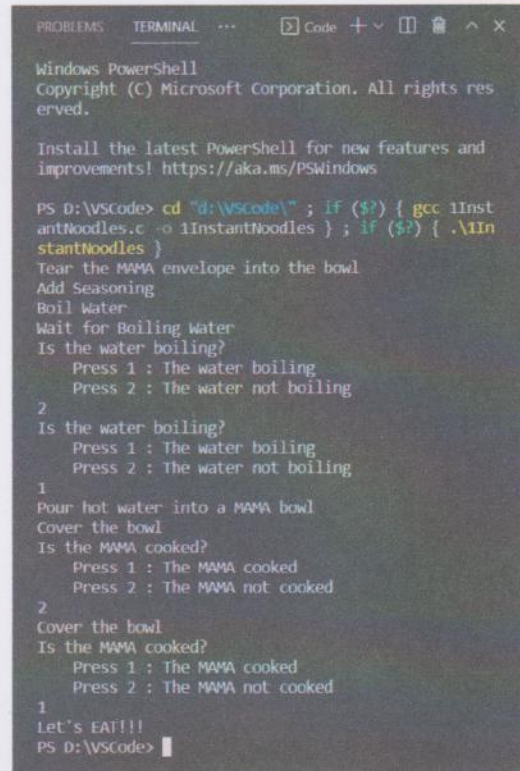 PROBLEMS TERMINAL ··· Code
Windows PowerShell
Copyright (C) Microsoft Corporation. All rights res
erved.
Install the latest PowerShell for new features and
improvements! https://aka.ms/PSWindows
PS D:\VSCode> cd "d:\VSCode\" ; if ($?) { gcc 1Inst
antNoodles.c -o 1InstantNoodles } ; if ($?) { .\1In
stantNoodles }
Tear the MAMA envelope into the bowl
Add Seasoning
Boil Water
Wait for Boiling Water
Is the water boiling?
    Press 1 : The water boiling
    Press 2 : The water not boiling
2
Is the water boiling?
    Press 1 : The water boiling
    Press 2 : The water not boiling
1
Pour hot water into a MAMA bowl
Cover the bowl
Is the MAMA cooked?
    Press 1 : The MAMA cooked
    Press 2 : The MAMA not cooked
2
Cover the bowl
Is the MAMA cooked?
    Press 1 : The MAMA cooked
    Press 2 : The MAMA not cooked
1
Let's EAT!!!
PS D:\VSCode>